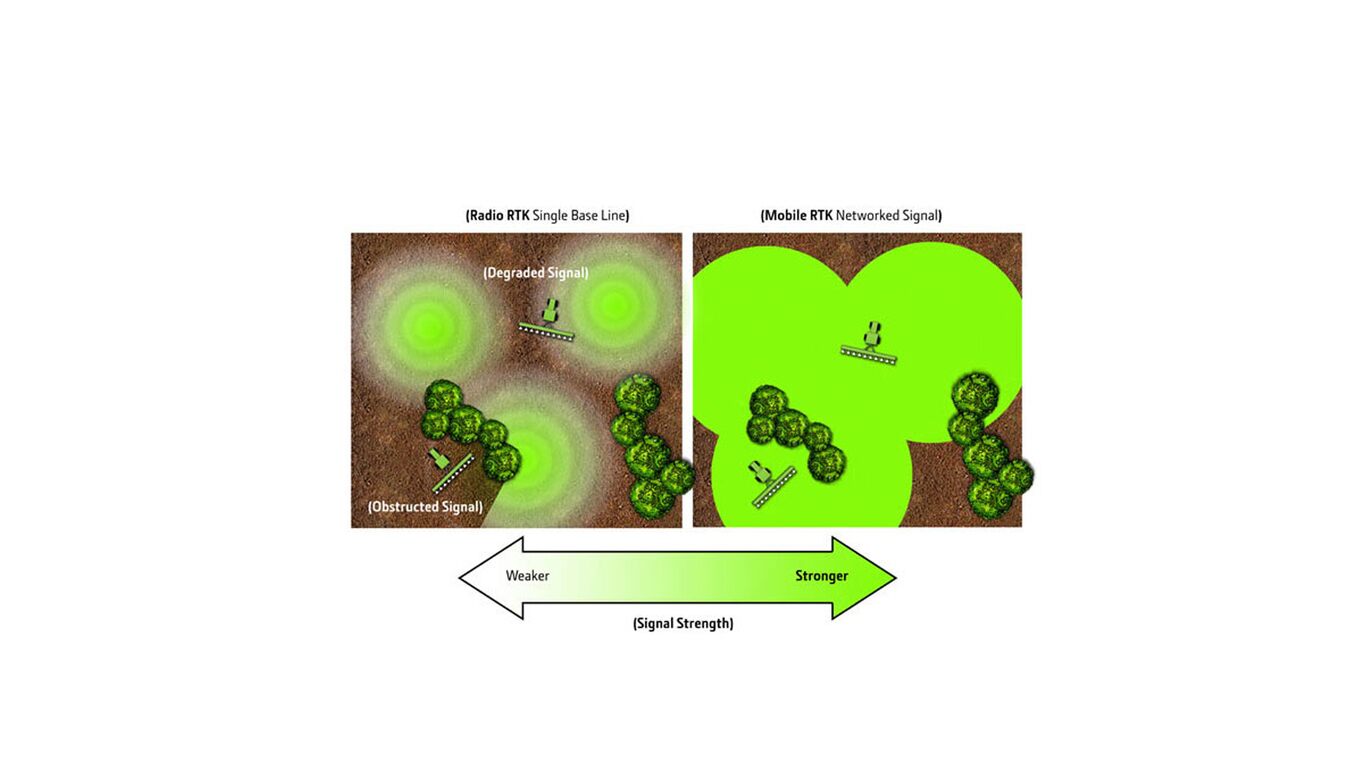 (Radio RTK Single Base Line)
(Mobile RTK Networked Signal)
(Degraded Signal)
(Obstructed Signal)
Weaker
Stronger
(Signal Strength)